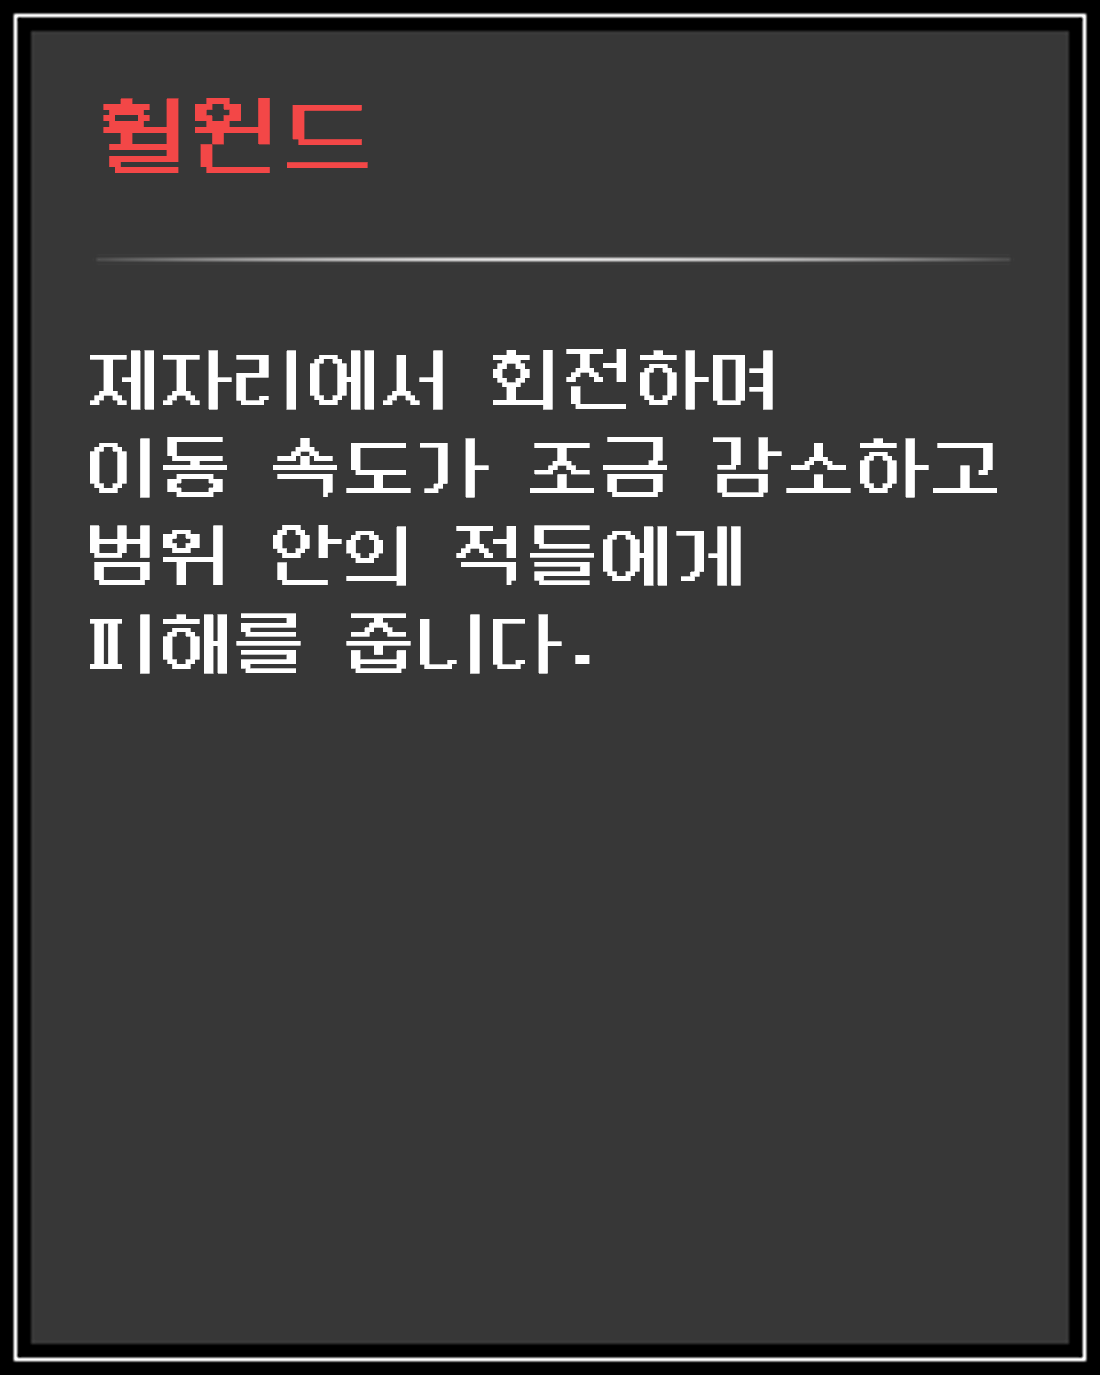 휠윈드
제자리에서 회전하며
이동 속도가 조금 감소하고
범위 안의 적들에게
피해를 줍니다.